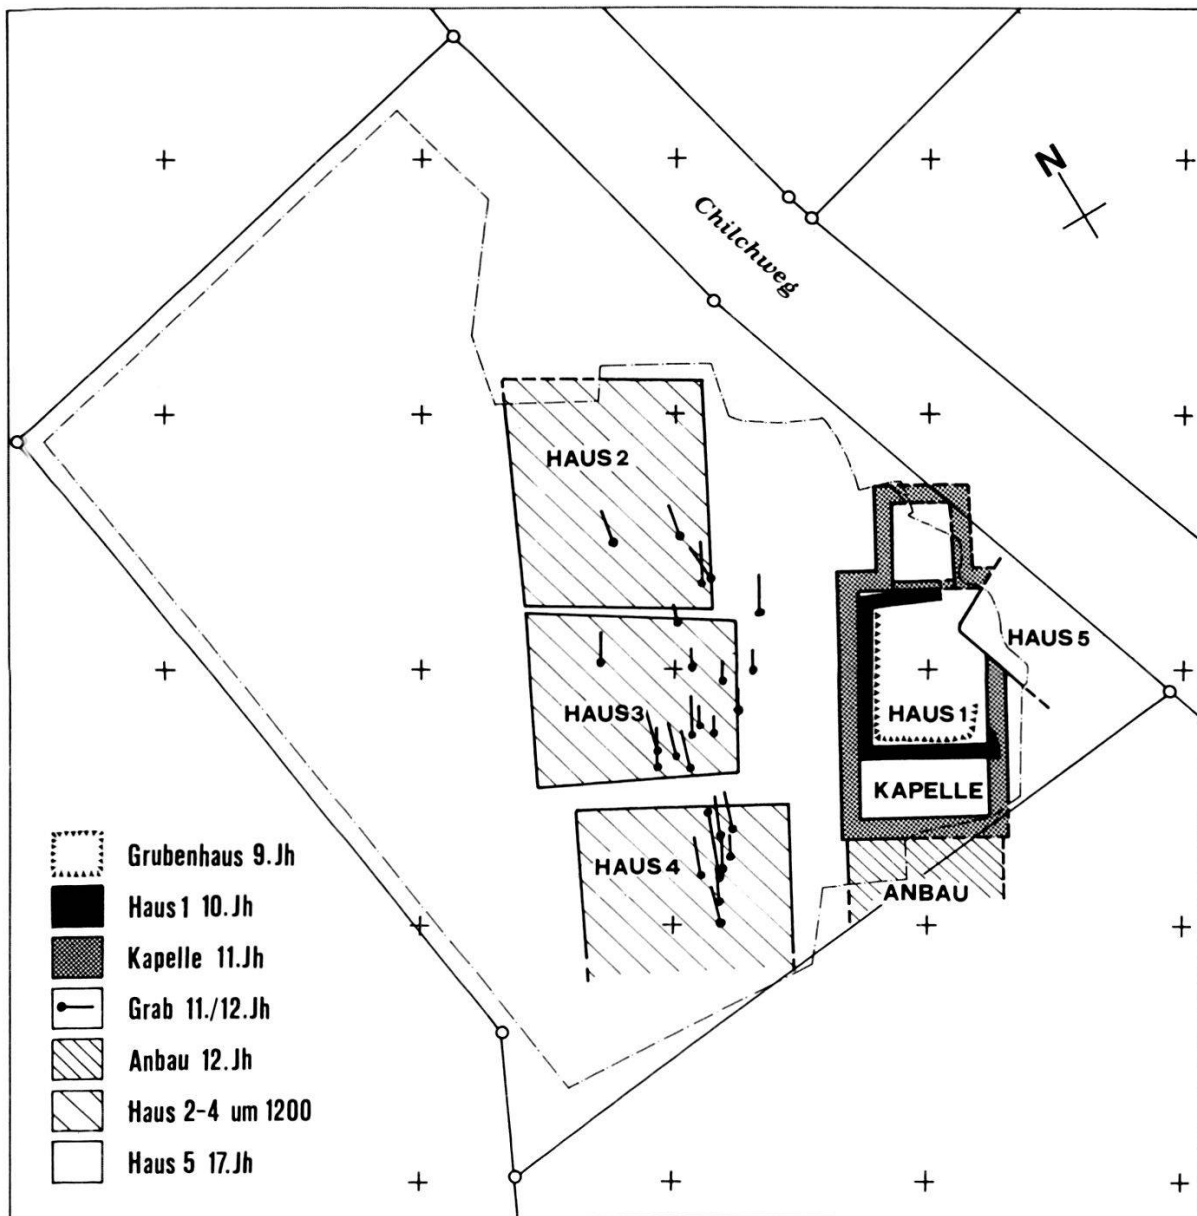 N
Chilchweg
HAUS 2
HAUS 5
HAUS 3
HAUS 1
KAPELLE
HAUS 4
ANBAU
Grubenhaus 9.Jh
Haus 1 10.Jh
Kapelle 11.Jh
Grab 11./12.Jh
Anbau 12.Jh
Haus 2-4 um 1200
Haus 5 17.Jh